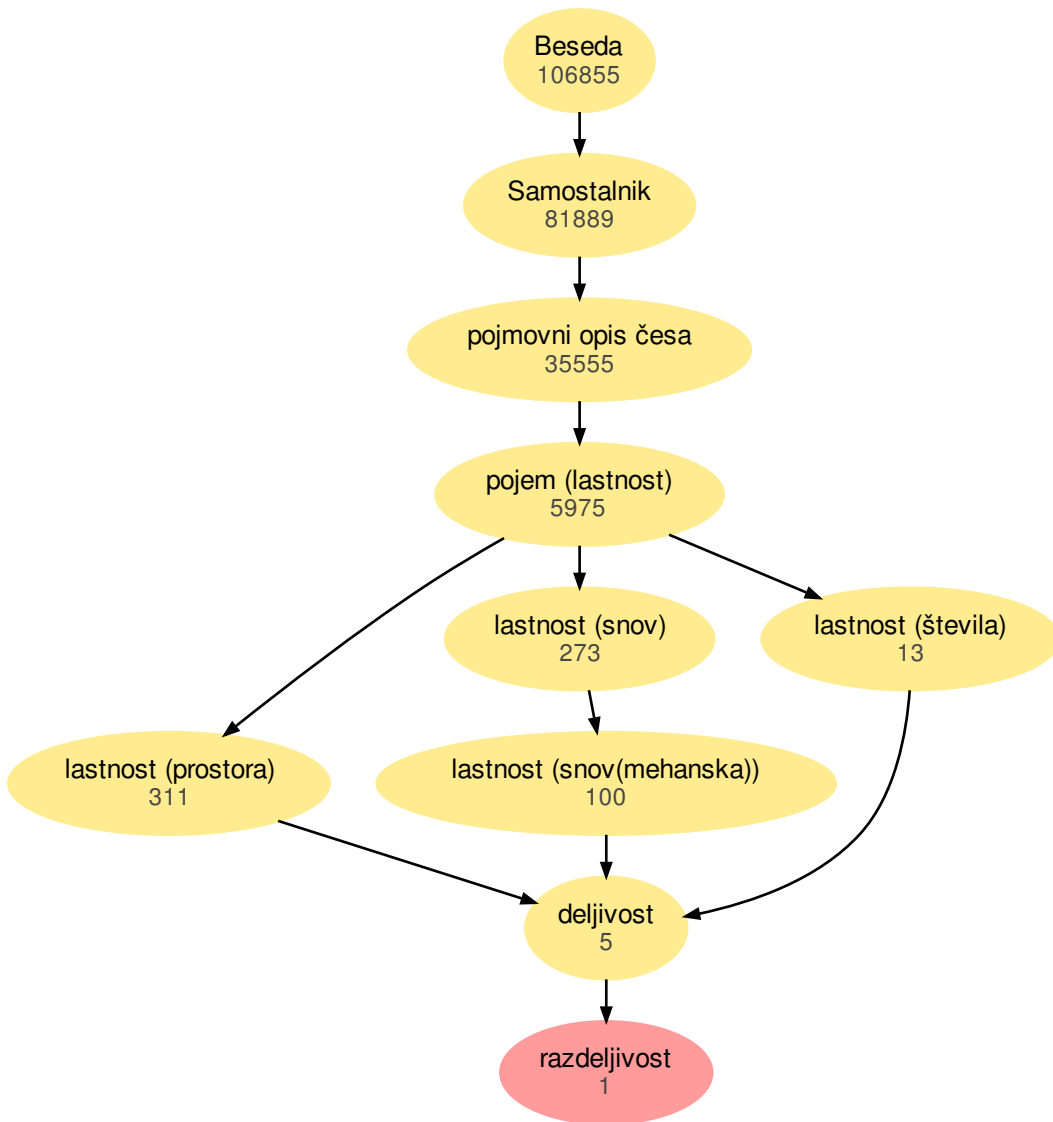 Beseda
106855
Samostalnik
81889
pojmovni opis česa
35555
pojem (lastnost)
5975
lastnost (snov)
273
lastnost (števila)
13
lastnost (prostora)
311
lastnost (snov(mehanska))
100
deljivost
5
razdeljivost
1